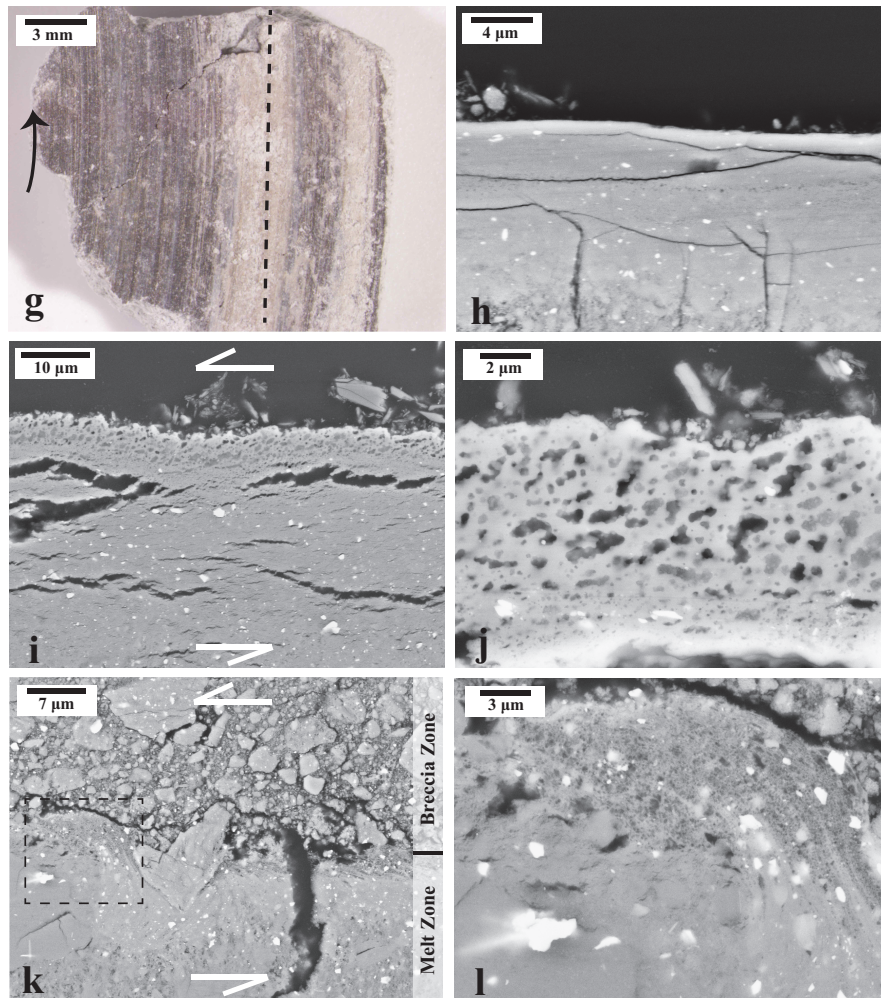 3 mm
g
4 µm
h
10 µm
i
2 µm
j
7 µm
Breccia Zone
Melt Zone
k
3 µm
l